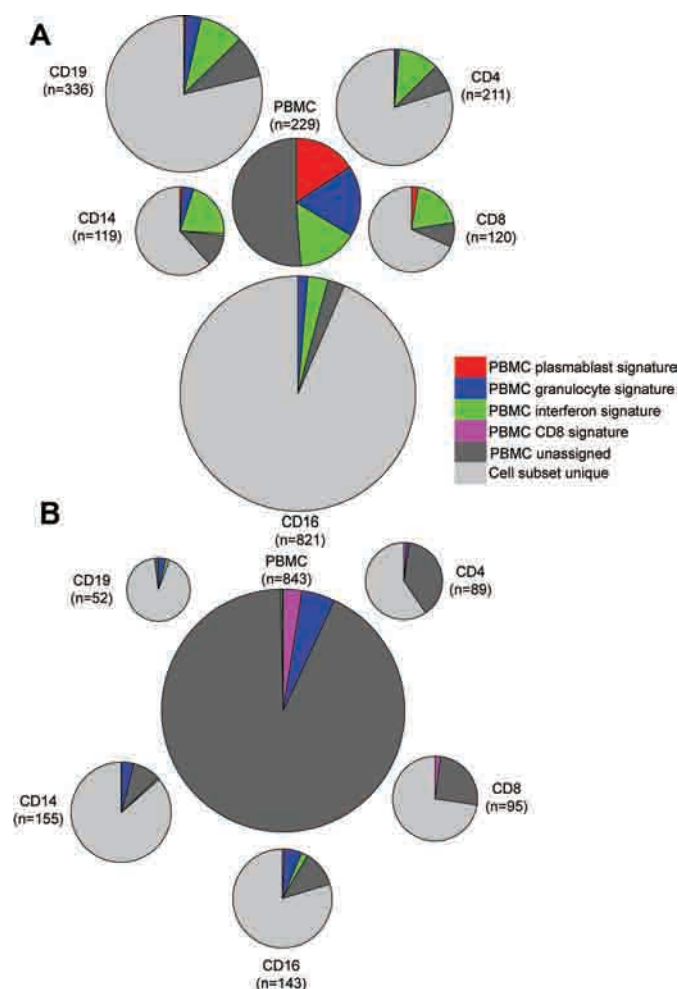 A
CD19
(n=336)
CD4
(n=211)
PBMC
(n=229)
CD14
(n=119)
CD8
(n=120)
PBMC plasmablast signature
PBMC granulocyte signature
PBMC interferon signature
PBMC CD8 signature
PBMC unassigned
Cell subset unique
CD16
(n=821)
B
PBMC
(n=843)
CD19
(n=52)
CD4
(n=89)
CD14
(n=155)
CD8
(n=95)
CD16
(n=143)